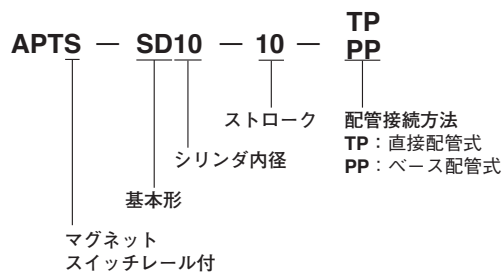 APTS － SD10 － 10 － TP
PP
ストローク
配管接続方法
TP：直接配管式
PP：ベース配管式
シリンダ内径
基本形
マグネット
スイッチレール付